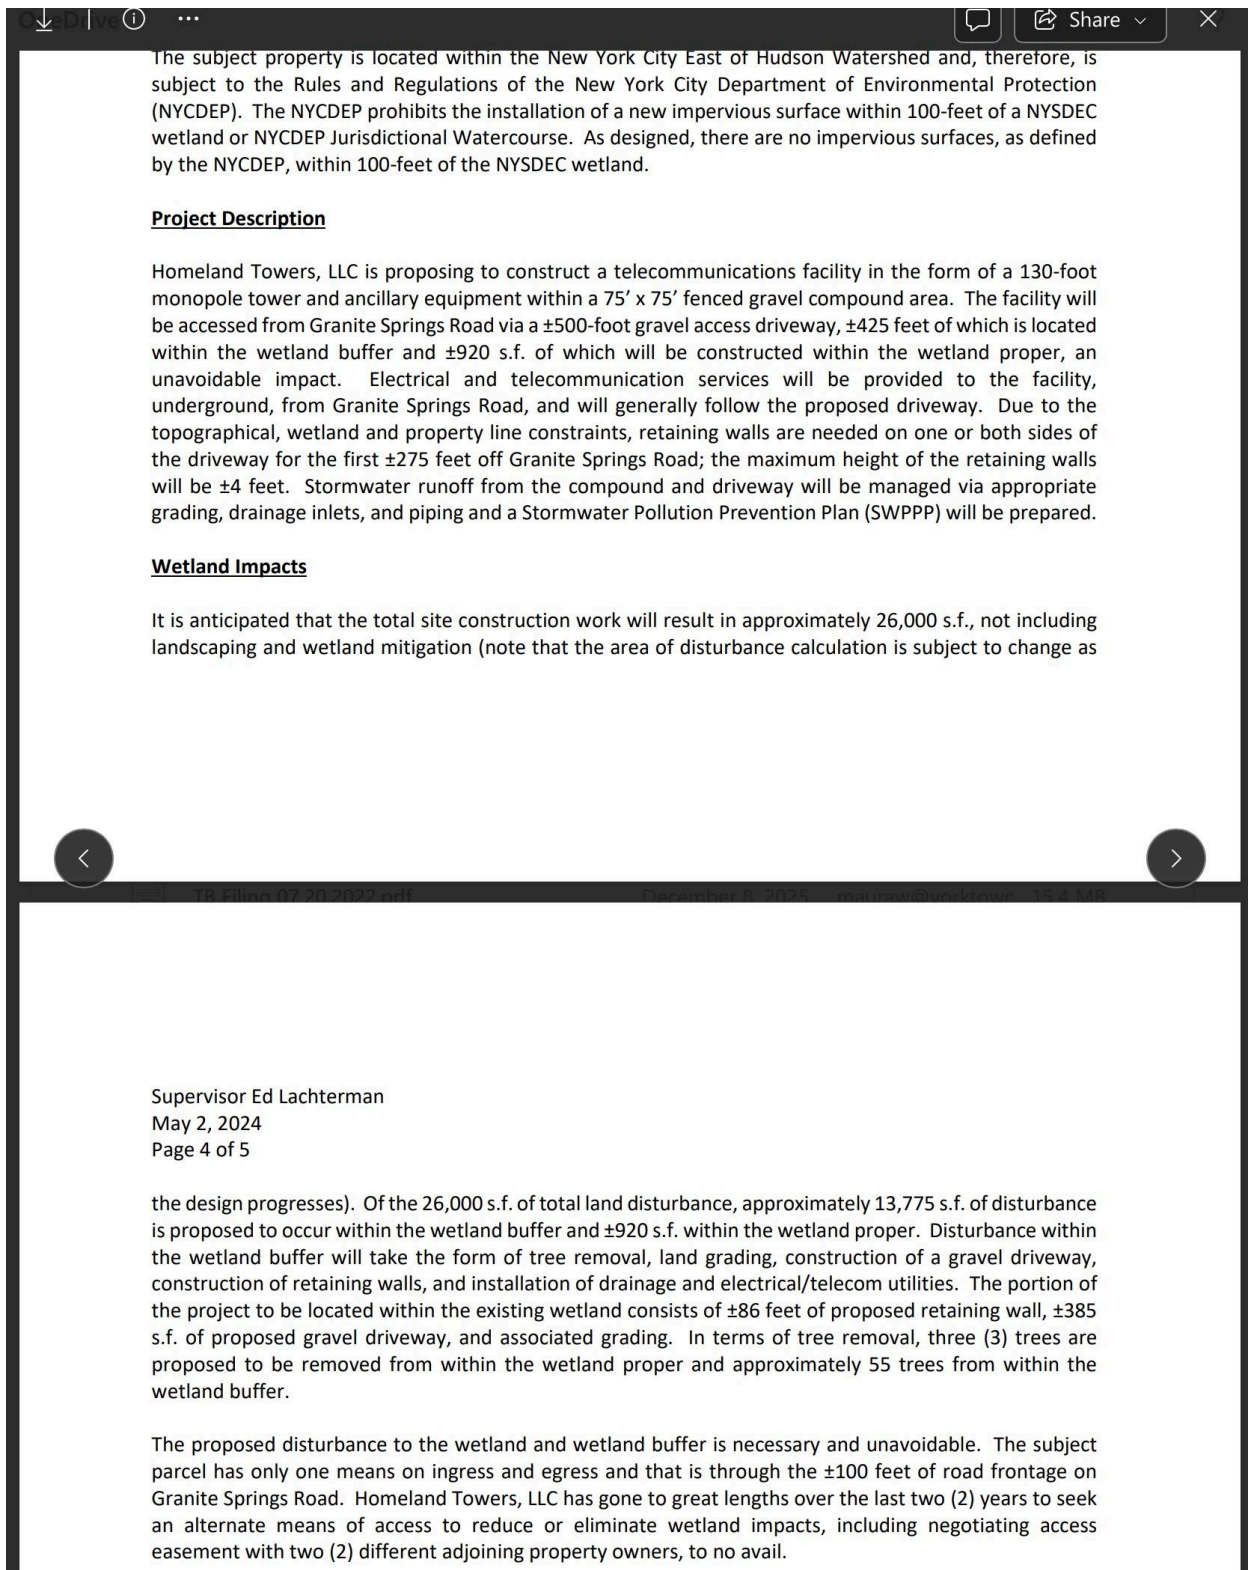 OneDrive
Share
The subject property is located within the New York City East of Hudson Watershed and, therefore, is
subject to the Rules and Regulations of the New York City Department of Environmental Protection
(NYCDEP). The NYCDEP prohibits the installation of a new impervious surface within 100-feet of a NYSDEC
wetland or NYCDEP Jurisdictional Watercourse. As designed, there are no impervious surfaces, as defined
by the NYCDEP, within 100-feet of the NYSDEC wetland.
Project Description
Homeland Towers, LLC is proposing to construct a telecommunications facility in the form of a 130-foot
monopole tower and ancillary equipment within a 75’ x 75’ fenced gravel compound area. The facility will
be accessed from Granite Springs Road via a ±500-foot gravel access driveway, ±425 feet of which is located
within the wetland buffer and ±920 s.f. of which will be constructed within the wetland proper, an
unavoidable impact. Electrical and telecommunication services will be provided to the facility,
underground, from Granite Springs Road, and will generally follow the proposed driveway. Due to the
topographical, wetland and property line constraints, retaining walls are needed on one or both sides of
the driveway for the first ±275 feet off Granite Springs Road; the maximum height of the retaining walls
will be ±4 feet. Stormwater runoff from the compound and driveway will be managed via appropriate
grading, drainage inlets, and piping and a Stormwater Pollution Prevention Plan (SWPPP) will be prepared.
Wetland Impacts
It is anticipated that the total site construction work will result in approximately 26,000 s.f., not including
landscaping and wetland mitigation (note that the area of disturbance calculation is subject to change as
TB Filing 07.20.2022.pdf December 8, 2025 mauraw@yorktown 15.4 MB
Supervisor Ed Lachterman
May 2, 2024
Page 4 of 5
the design progresses). Of the 26,000 s.f. of total land disturbance, approximately 13,775 s.f. of disturbance
is proposed to occur within the wetland buffer and ±920 s.f. within the wetland proper. Disturbance within
the wetland buffer will take the form of tree removal, land grading, construction of a gravel driveway,
construction of retaining walls, and installation of drainage and electrical/telecom utilities. The portion of
the project to be located within the existing wetland consists of ±86 feet of proposed retaining wall, ±385
s.f. of proposed gravel driveway, and associated grading. In terms of tree removal, three (3) trees are
proposed to be removed from within the wetland proper and approximately 55 trees from within the
wetland buffer.
The proposed disturbance to the wetland and wetland buffer is necessary and unavoidable. The subject
parcel has only one means on ingress and egress and that is through the ±100 feet of road frontage on
Granite Springs Road. Homeland Towers, LLC has gone to great lengths over the last two (2) years to seek
an alternate means of access to reduce or eliminate wetland impacts, including negotiating access
easement with two (2) different adjoining property owners, to no avail.